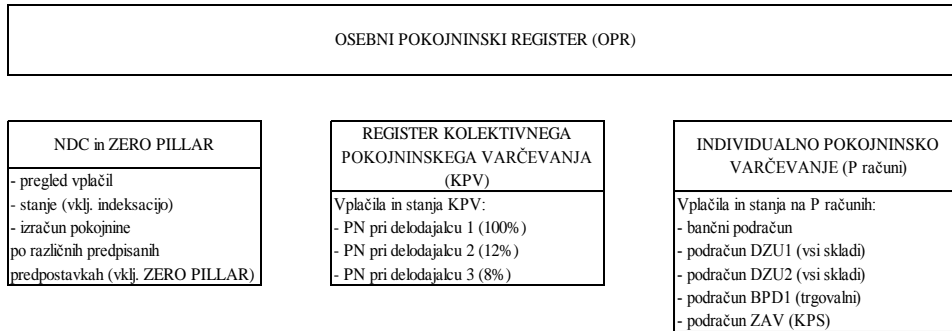 OSEBNI POKOJNINSKI REGISTER (OPR)
NDC in ZERO PILLAR
- pregled vplačil
- stanje (vklj. indeksacijo)
- izračun pokojnine
po različnih predpisanih
predpostavkah (vklj. ZERO PILLAR)
REGISTER KOLEKTIVNEGA
POKOJNINSKEGA VARČEVANJA
(KPV)
Vplačila in stanja KPV:
- PN pri delodajalcu 1 (100%)
- PN pri delodajalcu 2 (12%)
- PN pri delodajalcu 3 (8%)
INDIVIDUALNO POKOJNINSKO
VARČEVANJE (P računi)
Vplačila in stanja na P računih:
- bančni podračun
- podračun DZU1 (vsi skladi)
- podračun DZU2 (vsi skladi)
- podračun BPD1 (trgovalni)
- podračun ZAV (KPS)